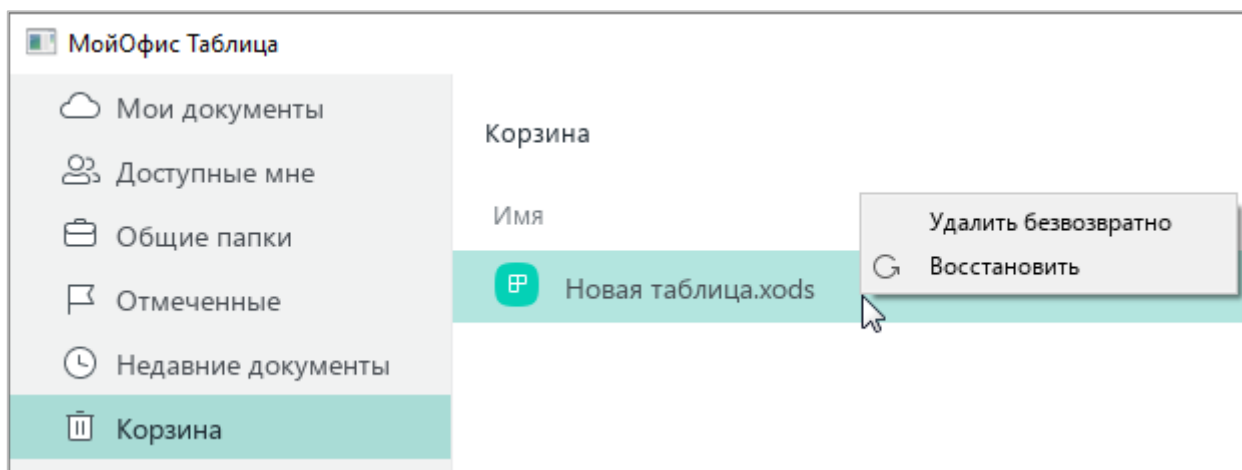 МойОфис Таблица
Мои документы
Доступные мне
Общие папки
Отмеченные
Недавние документы
Корзина
Корзина
Имя
Новая таблица.xods
Удалить безвозвратно
Восстановить